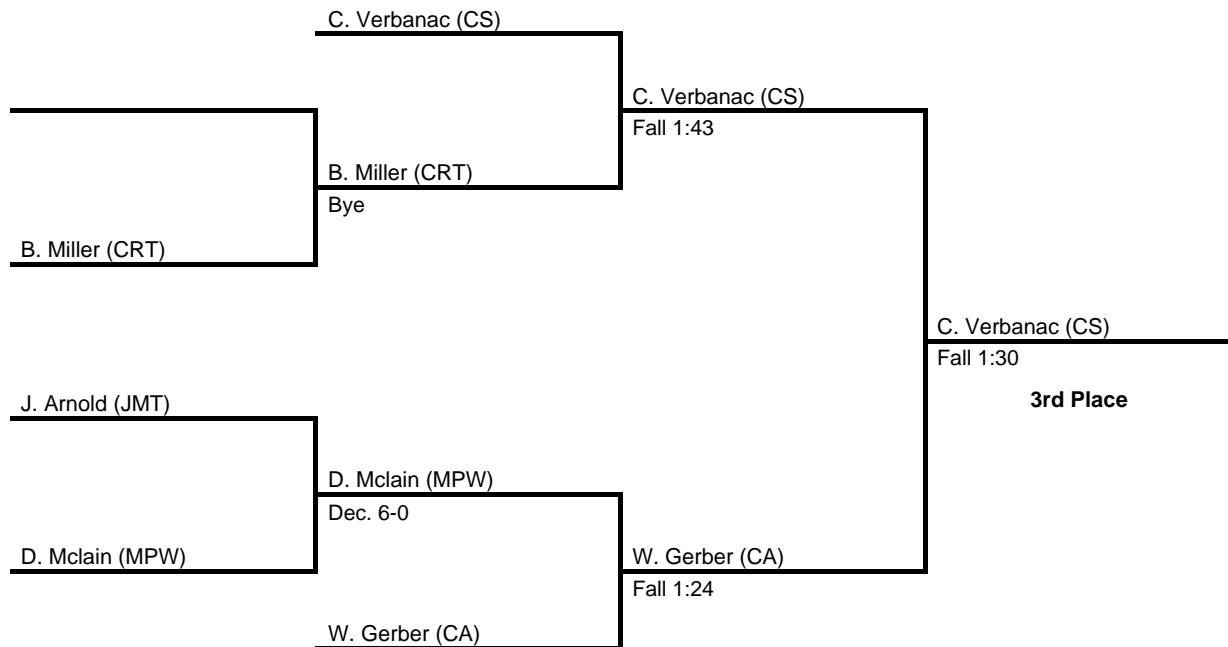 C. Verbanac (CS)
C. Verbanac (CS)
Fall 1:43
B. Miller (CRT)
Bye
B. Miller (CRT)
C. Verbanac (CS)
Fall 1:30
3rd Place
J. Arnold (JMT)
D. Mclain (MPW)
Dec. 6-0
D. Mclain (MPW)
W. Gerber (CA)
Fall 1:24
W. Gerber (CA)